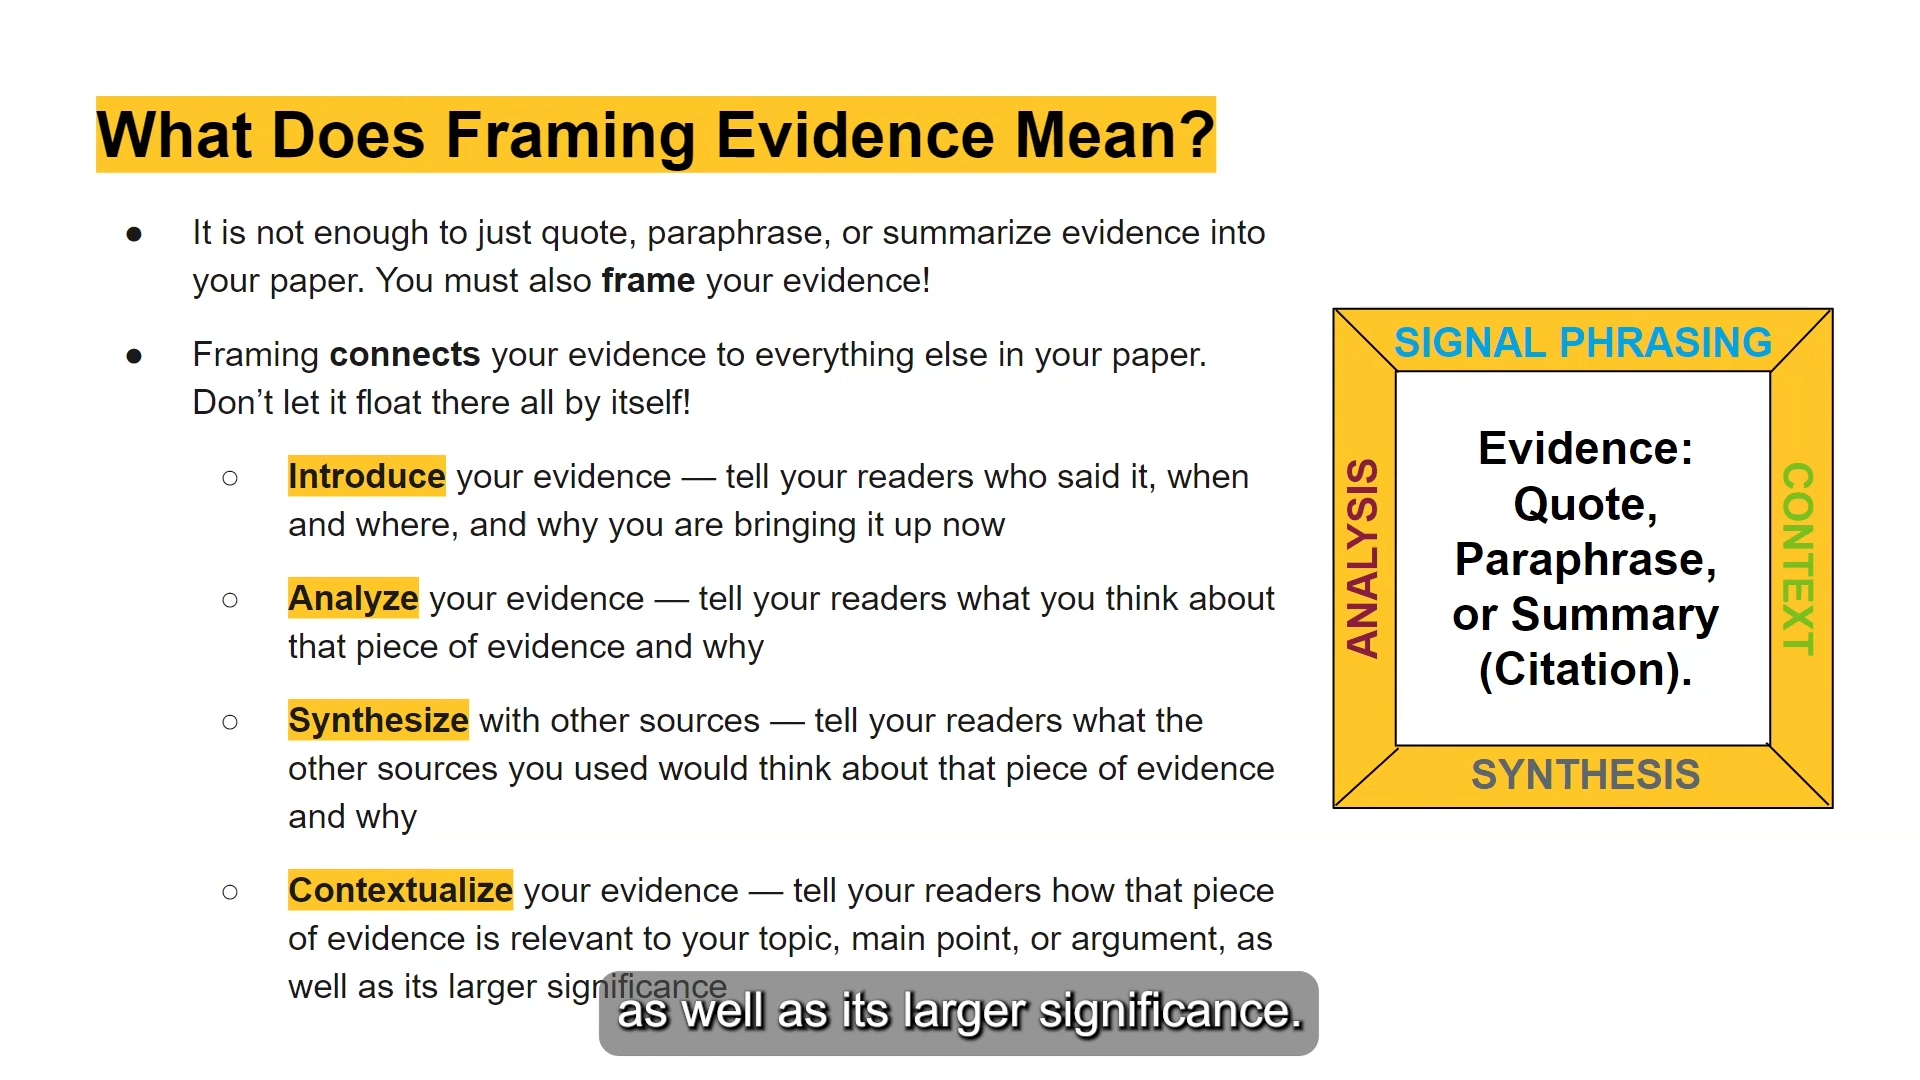 What Does Framing Evidence Mean?
● It is not enough to just quote, paraphrase, or summarize evidence into
your paper. You must also frame your evidence!
● Framing connects your evidence to everything else in your paper.
Don’t let it float there all by itself!
○ Introduce your evidence — tell your readers who said it, when
and where, and why you are bringing it up now
○ Analyze your evidence — tell your readers what you think about
that piece of evidence and why
○ Synthesize with other sources — tell your readers what the
other sources you used would think about that piece of evidence
and why
○ Contextualize your evidence — tell your readers how that piece
of evidence is relevant to your topic, main point, or argument, as
well as its larger significance
SIGNAL PHRASING
ANALYSIS
Evidence:
Quote,
Paraphrase,
or Summary
(Citation).
CONTEXT
SYNTHESIS
as well as its larger significance.